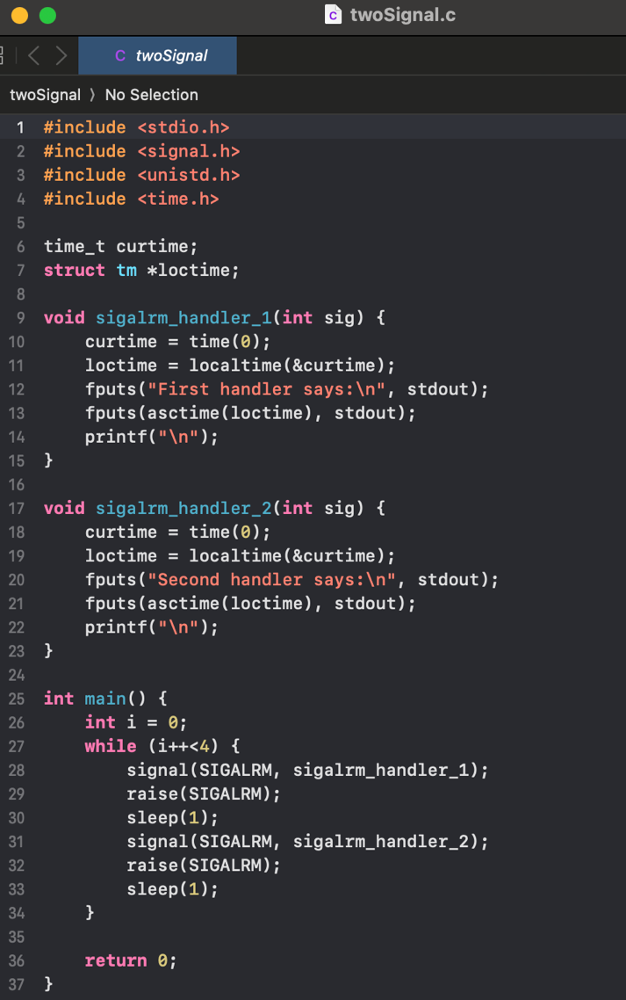 twoSignal.c
C twoSignal
twoSignal ⟩ No Selection
1 #include <stdio.h>
2 #include <signal.h>
3 #include <unistd.h>
4 #include <time.h>
5
6 time_t curtime;
7 struct tm *loctime;
8
9 void sigalrm_handler_1(int sig) {
10     curtime = time(0);
11     loctime = localtime(&curtime);
12     fputs("First handler says:\n", stdout);
13     fputs(asctime(loctime), stdout);
14     printf("\n");
15 }
16
17 void sigalrm_handler_2(int sig) {
18     curtime = time(0);
19     loctime = localtime(&curtime);
20     fputs("Second handler says:\n", stdout);
21     fputs(asctime(loctime), stdout);
22     printf("\n");
23 }
24
25 int main() {
26     int i = 0;
27     while (i++<4) {
28         signal(SIGALRM, sigalrm_handler_1);
29         raise(SIGALRM);
30         sleep(1);
31         signal(SIGALRM, sigalrm_handler_2);
32         raise(SIGALRM);
33         sleep(1);
34     }
35
36     return 0;
37 }